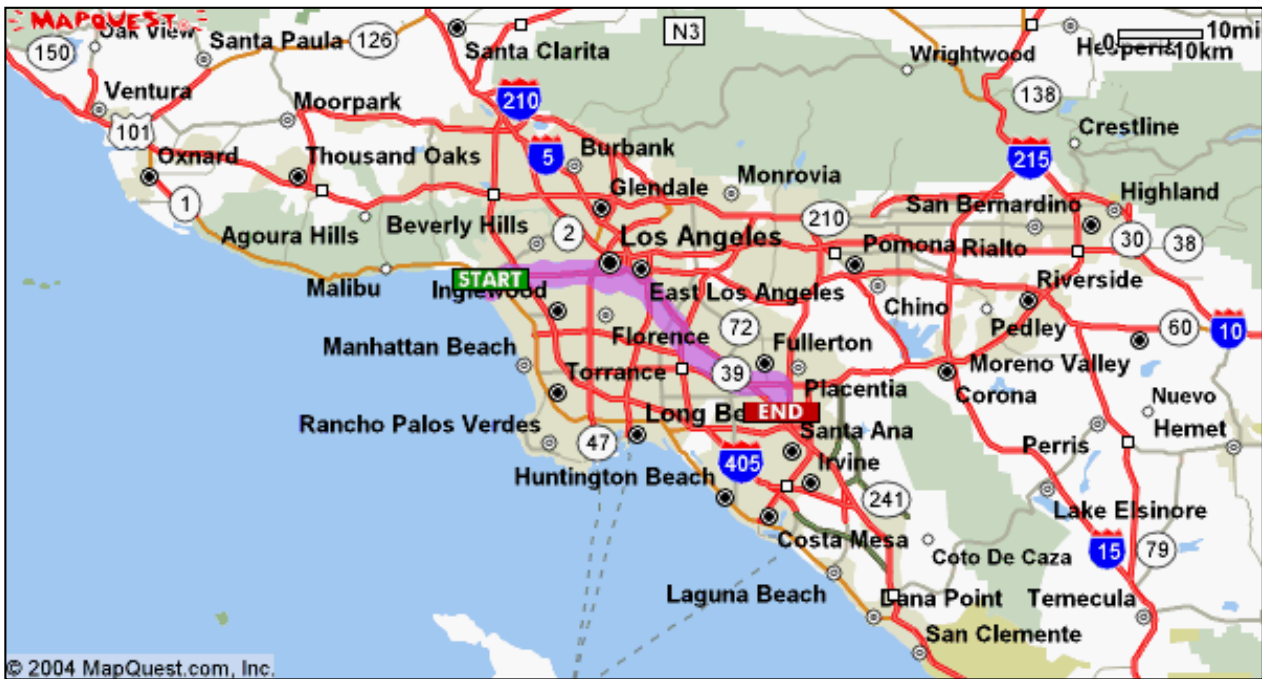 MAPQUEST.
150
Oak View
Santa Paula
126
Santa Clarita
N3
Wrightwood
Hesperia
0 10mi
10km
Ventura
Moorpark
210
138
Crestline
101
Oxnard
Thousand Oaks
5
Burbank
Monrovia
215
Highland
1
Glendale
210
San Bernardino
Agoura Hills
Beverly Hills
2
Los Angeles
Pomona
Rialto
30
38
Malibu
START
Inglewood
East Los Angeles
Chino
Riverside
Manhattan Beach
Florence
72
Fullerton
Pedley
60
10
Torrance
39
Placentia
Moreno Valley
Corona
Nuevo
Rancho Palos Verdes
Long Be
END
Santa Ana
Perris
Hemet
47
405
Irvine
Huntington Beach
241
Lake Elsinore
Costa Mesa
Coto De Caza
15
79
Laguna Beach
Dana Point
Temecula
San Clemente
© 2004 MapQuest.com, Inc.